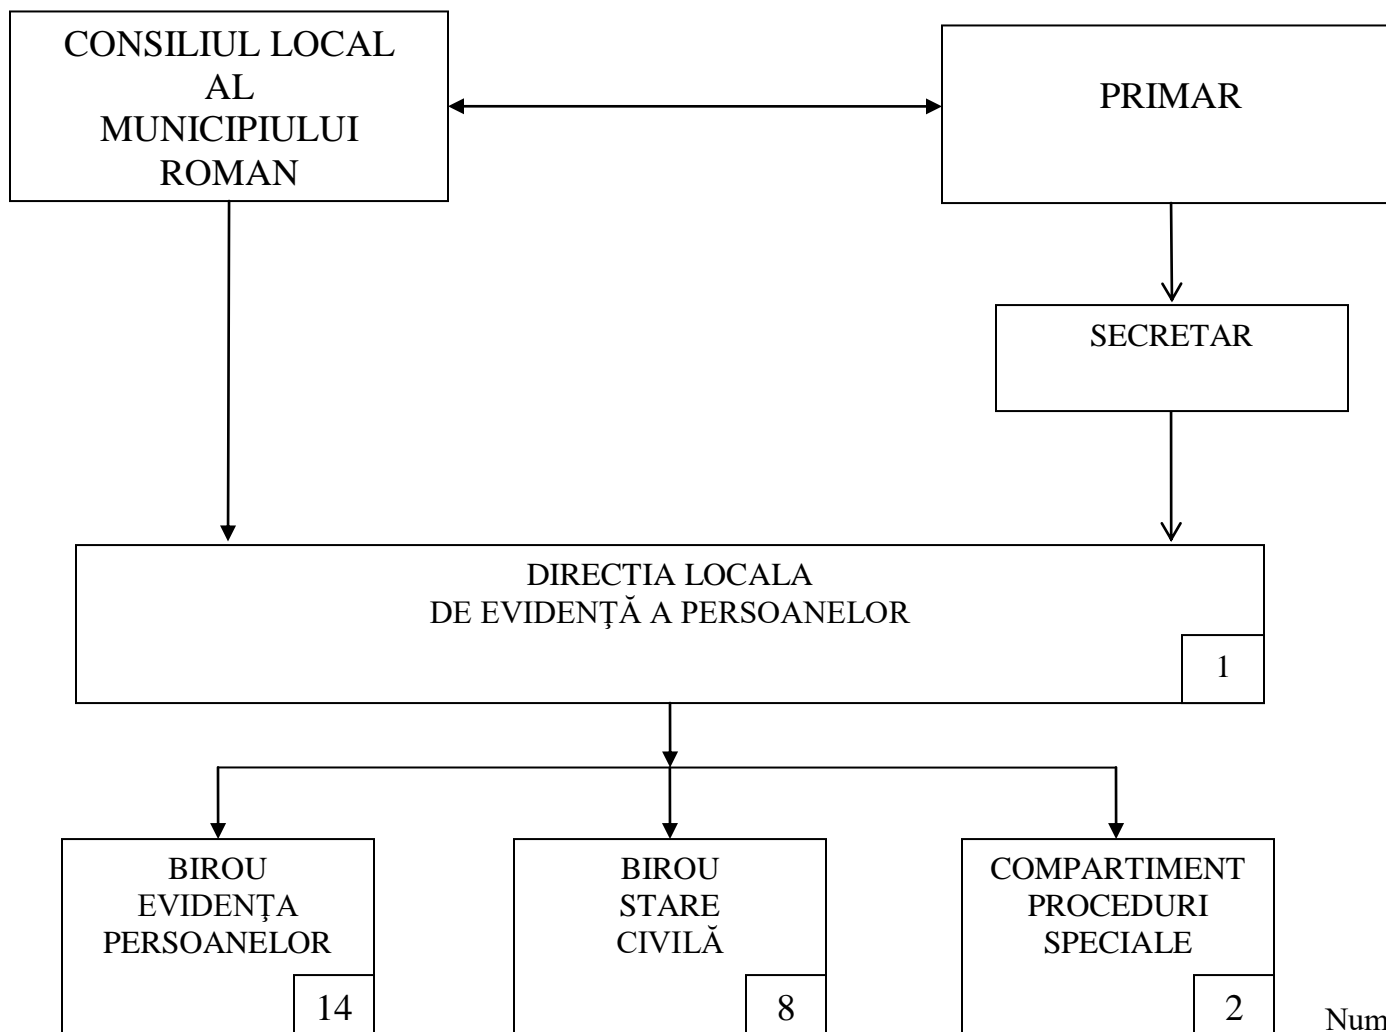 CONSILIUL LOCAL
AL
MUNICIPIULUI
ROMAN
PRIMAR
SECRETAR
DIRECTIA LOCALA
DE EVIDENŢĂ A PERSOANELOR
1
BIROU
EVIDENŢA
PERSOANELOR
14
BIROU
STARE
CIVILĂ
8
COMPARTIMENT
PROCEDURI
SPECIALE
2
Num